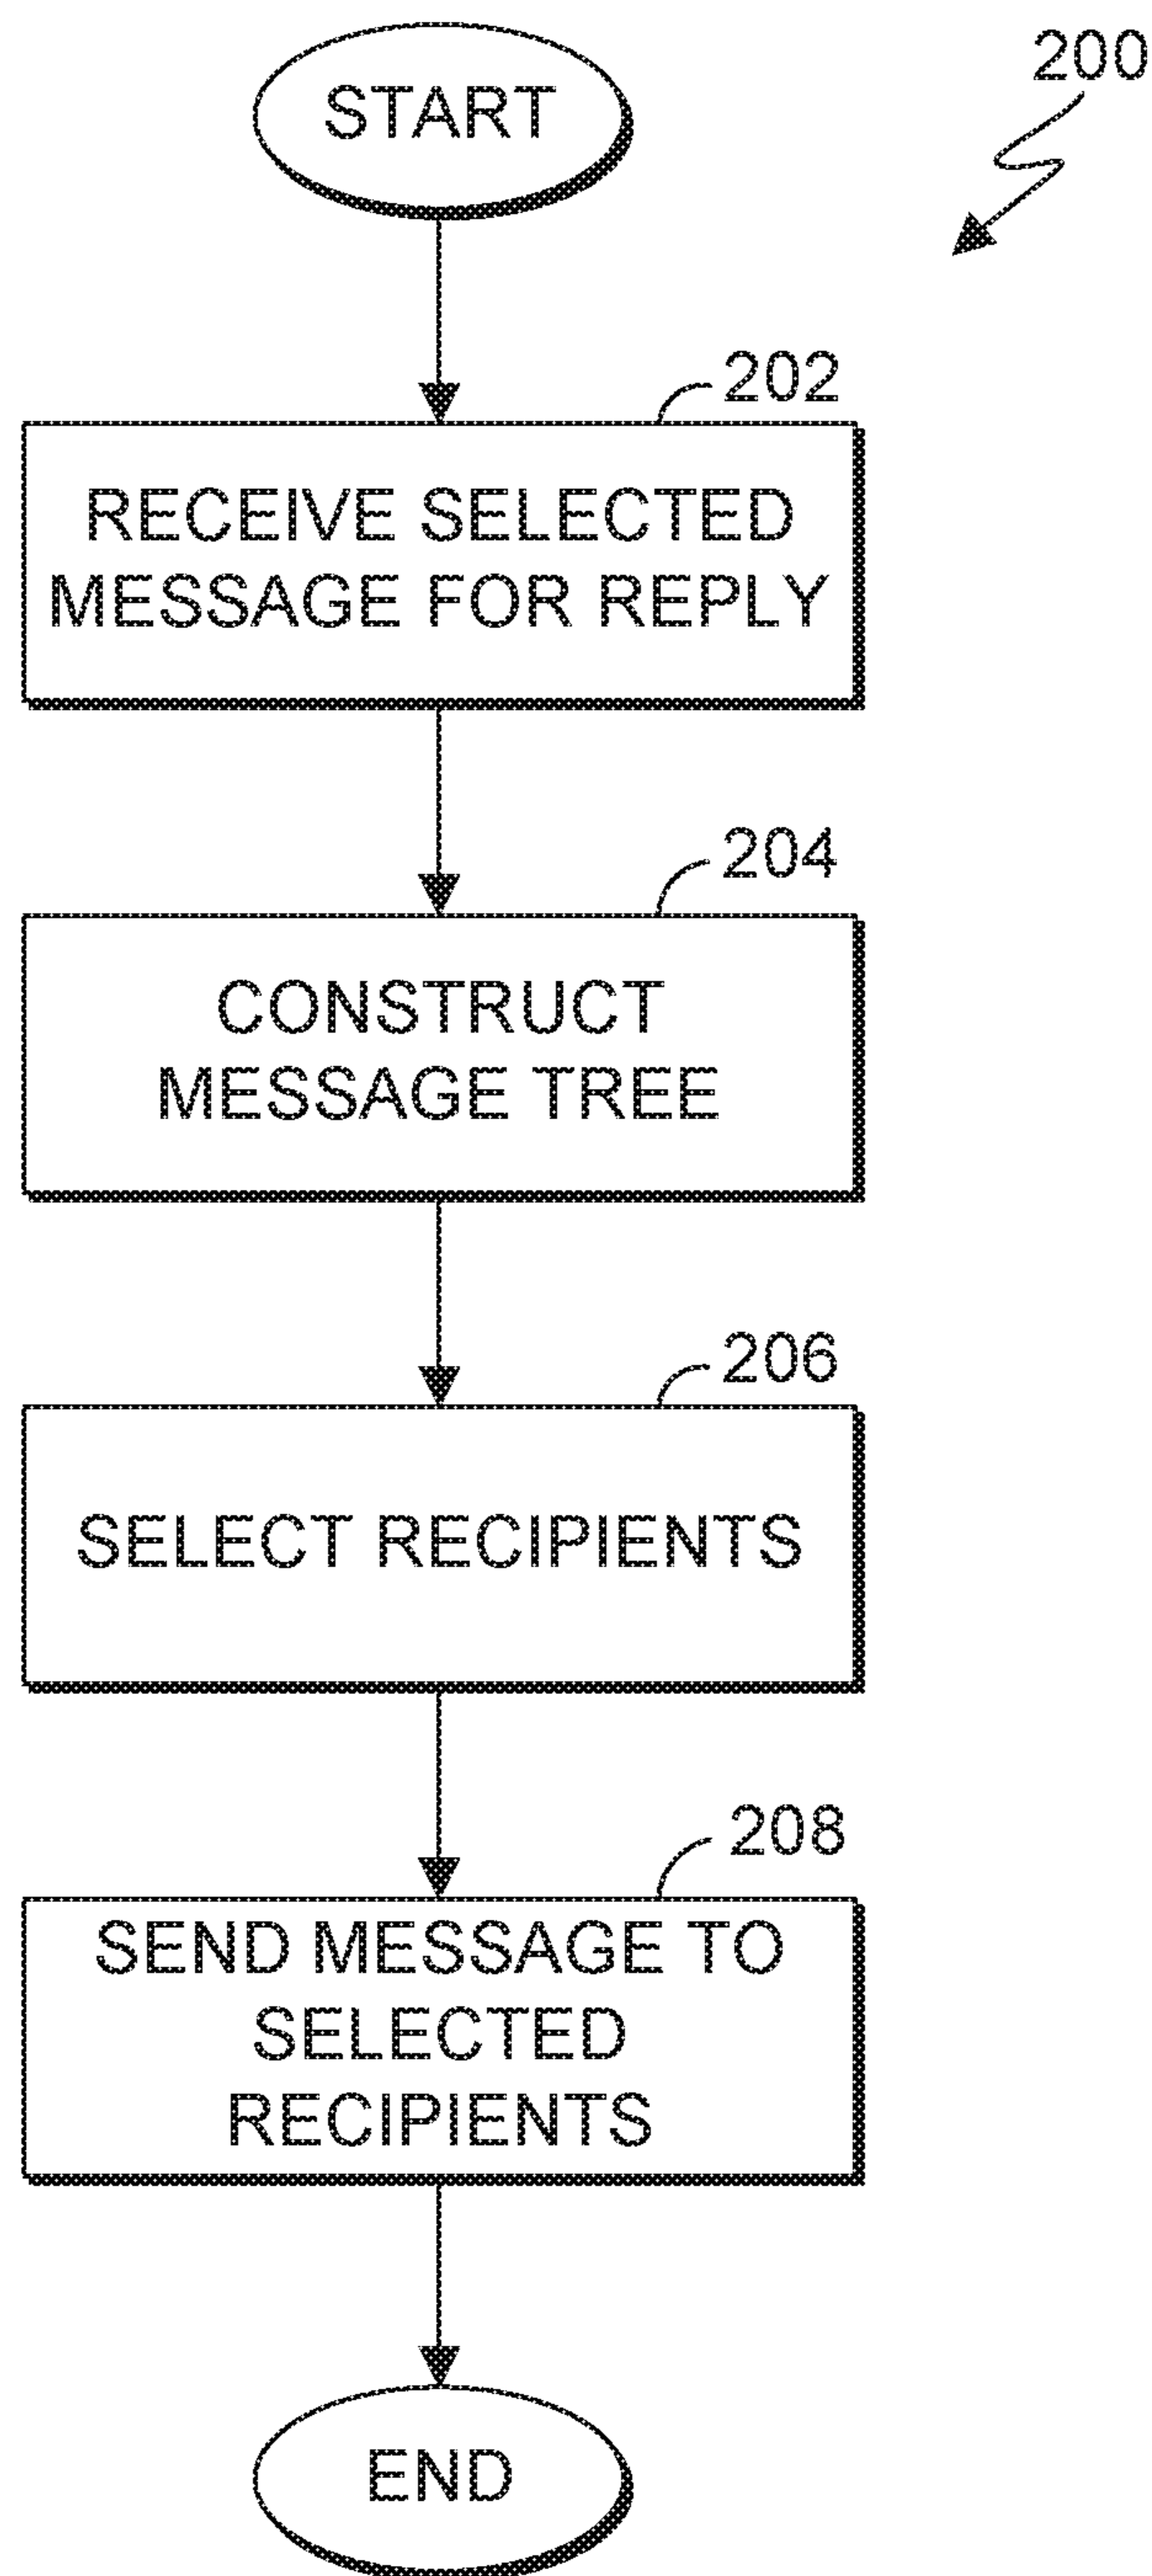 START
200
202
RECEIVE SELECTED
MESSAGE FOR REPLY
204
CONSTRUCT
MESSAGE TREE
206
SELECT RECIPIENTS
208
SEND MESSAGE TO
SELECTED
RECIPIENTS
END